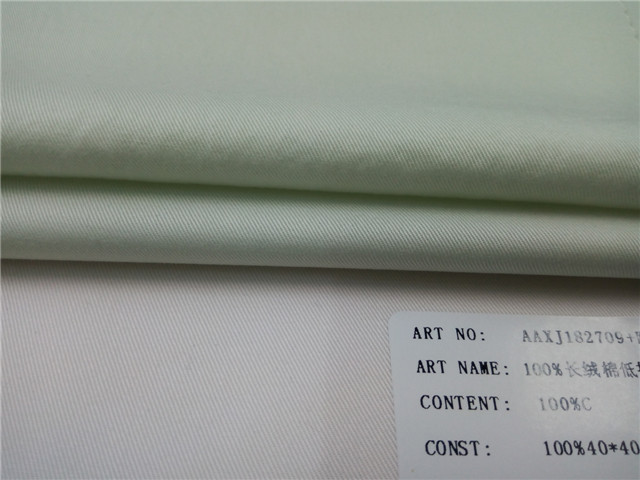 ART NO: AAXJ182709+
ART NAME: 100%长绒棉低
CONTENT: 100%C
CONST: 100%40*40